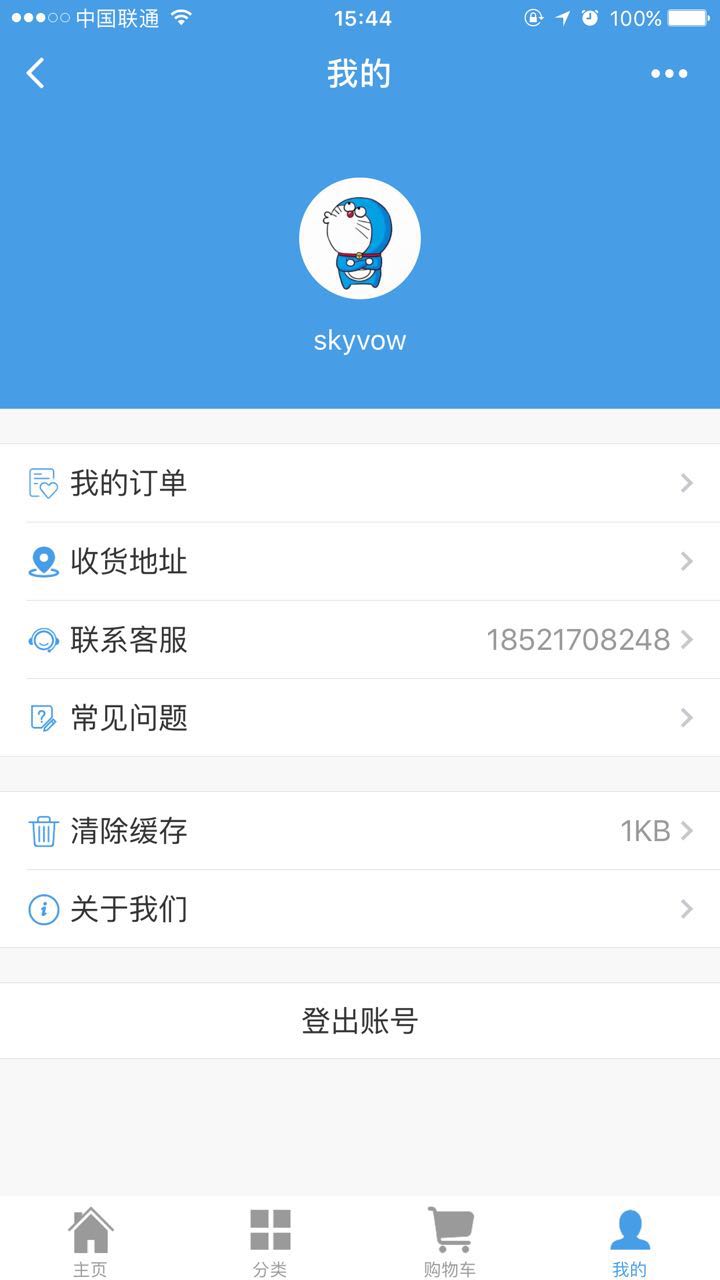 中国联通 15:44 100%
我的
skyvow
我的订单
收货地址
联系客服 18521708248
常见问题
清除缓存 1KB
关于我们
登出账号
主页 分类 购物车 我的